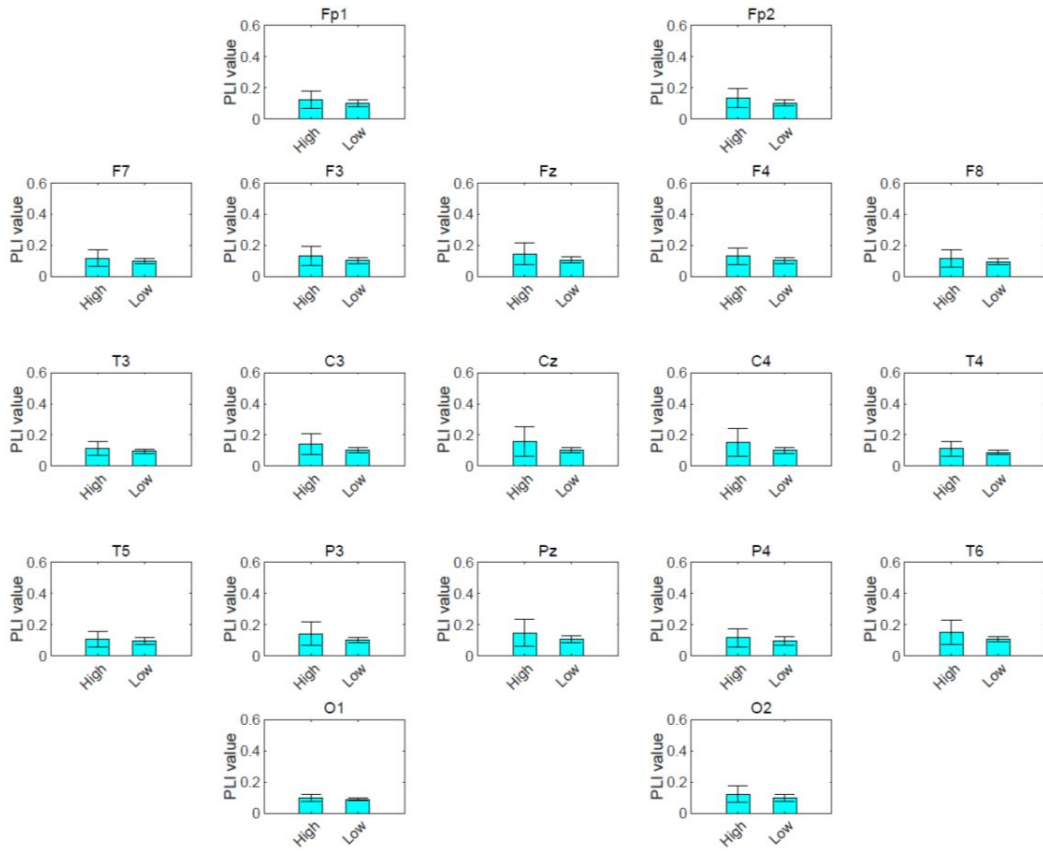 Fp1 Fp2
0.6 0.6
0.4 0.4
0.2 0.2
0 0
PLI value PLI value
High Low High Low
F7 F3 Fz F4 F8
0.6 0.6 0.6 0.6 0.6
0.4 0.4 0.4 0.4 0.4
0.2 0.2 0.2 0.2 0.2
0 0 0 0 0
PLI value PLI value PLI value PLI value PLI value
High Low High Low High Low High Low High Low
T3 C3 Cz C4 T4
0.6 0.6 0.6 0.6 0.6
0.4 0.4 0.4 0.4 0.4
0.2 0.2 0.2 0.2 0.2
0 0 0 0 0
PLI value PLI value PLI value PLI value PLI value
High Low High Low High Low High Low High Low
T5 P3 Pz P4 T6
0.6 0.6 0.6 0.6 0.6
0.4 0.4 0.4 0.4 0.4
0.2 0.2 0.2 0.2 0.2
0 0 0 0 0
PLI value PLI value PLI value PLI value PLI value
High Low High Low High Low High Low High Low
O1 O2
0.6 0.6
0.4 0.4
0.2 0.2
0 0
PLI value PLI value
High Low High Low